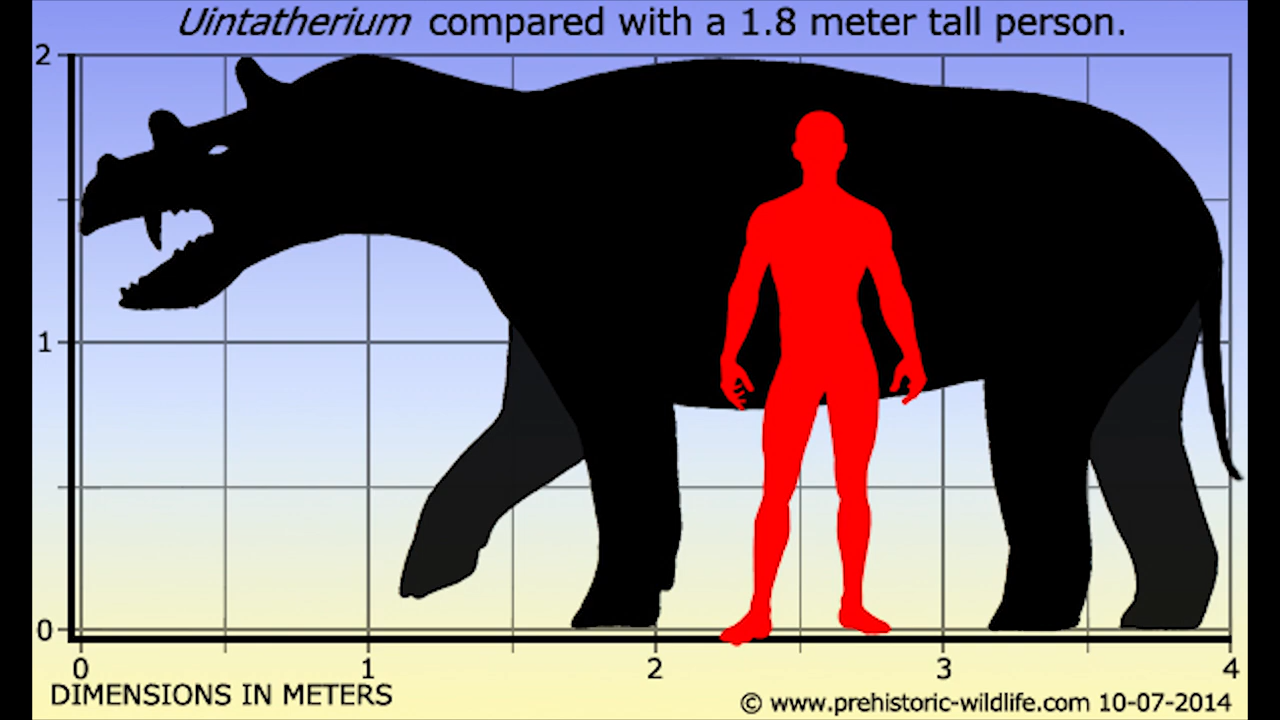 Uintatherium compared with a 1.8 meter tall person.
2
1
0
0 1 2 3 4
DIMENSIONS IN METERS
© www.prehistoric-wildlife.com 10-07-2014